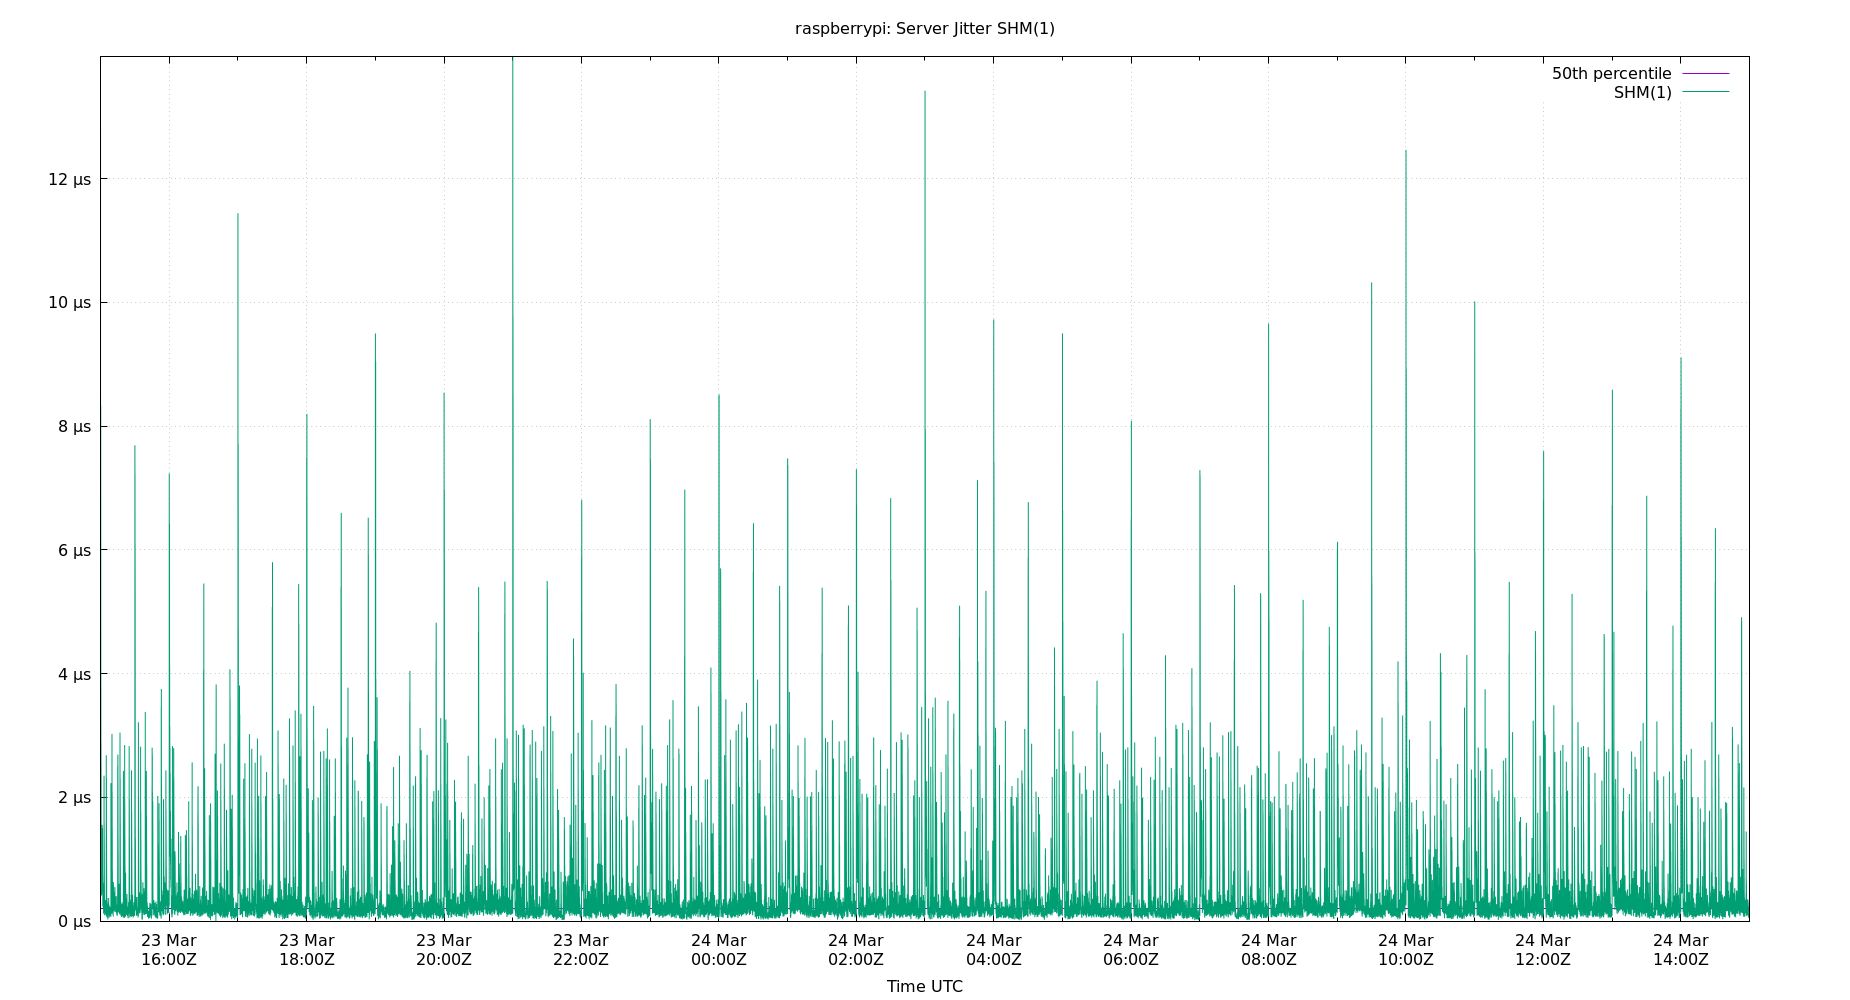 raspberrypi: Server Jitter SHM(1)
50th percentile
SHM(1)
12 µs
10 µs
8 µs
6 µs
4 µs
2 µs
0 µs
23 Mar 23 Mar 23 Mar 23 Mar 24 Mar 24 Mar 24 Mar 24 Mar 24 Mar 24 Mar 24 Mar 24 Mar
16:00Z 18:00Z 20:00Z 22:00Z 00:00Z 02:00Z 04:00Z 06:00Z 08:00Z 10:00Z 12:00Z 14:00Z
Time UTC